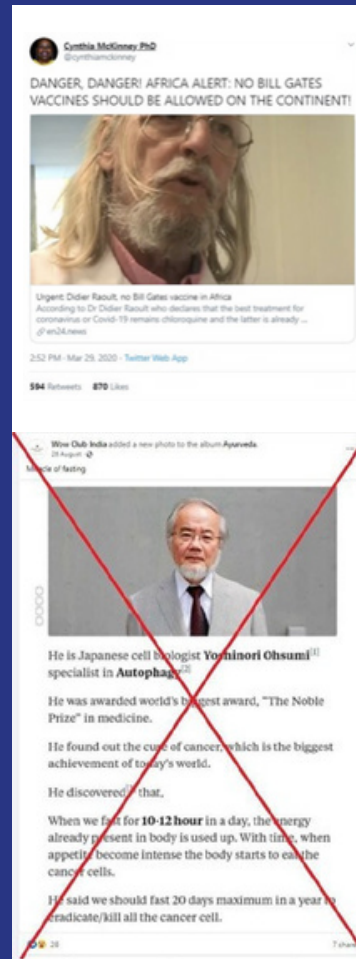 Cynthia McKinney PhD
@cynthiamckinney
DANGER, DANGER! AFRICA ALERT: NO BILL GATES
VACCINES SHOULD BE ALLOWED ON THE CONTINENT!
Urgent: Didier Raoult, no Bill Gates vaccine in Africa
According to Dr Didier Raoult who declares that the best treatment for
coronavirus or Covid-19 remains chloroquine and the latter is already ...
en24.news
2:52 PM · Mar 29, 2020 · Twitter Web App
594 Retweets 870 Likes
Wow Club India added a new photo to the album Ayurveda.
28 August
Miracle of fasting
He is Japanese cell biologist Yoshinori Ohsumi[1]
specialist in Autophagy[2]
He was awarded world's biggest award, "The Noble
Prize" in medicine.
He found out the cure of cancer, which is the biggest
achievement of today's world.
He discovered that,
When we fast for 10-12 hour in a day, the energy
already present in body is used up. With time, when
appetite become intense the body starts to eat the
cancer cells.
He said we should fast 20 days maximum in a year to
eradicate/kill all the cancer cell.
28
7 share